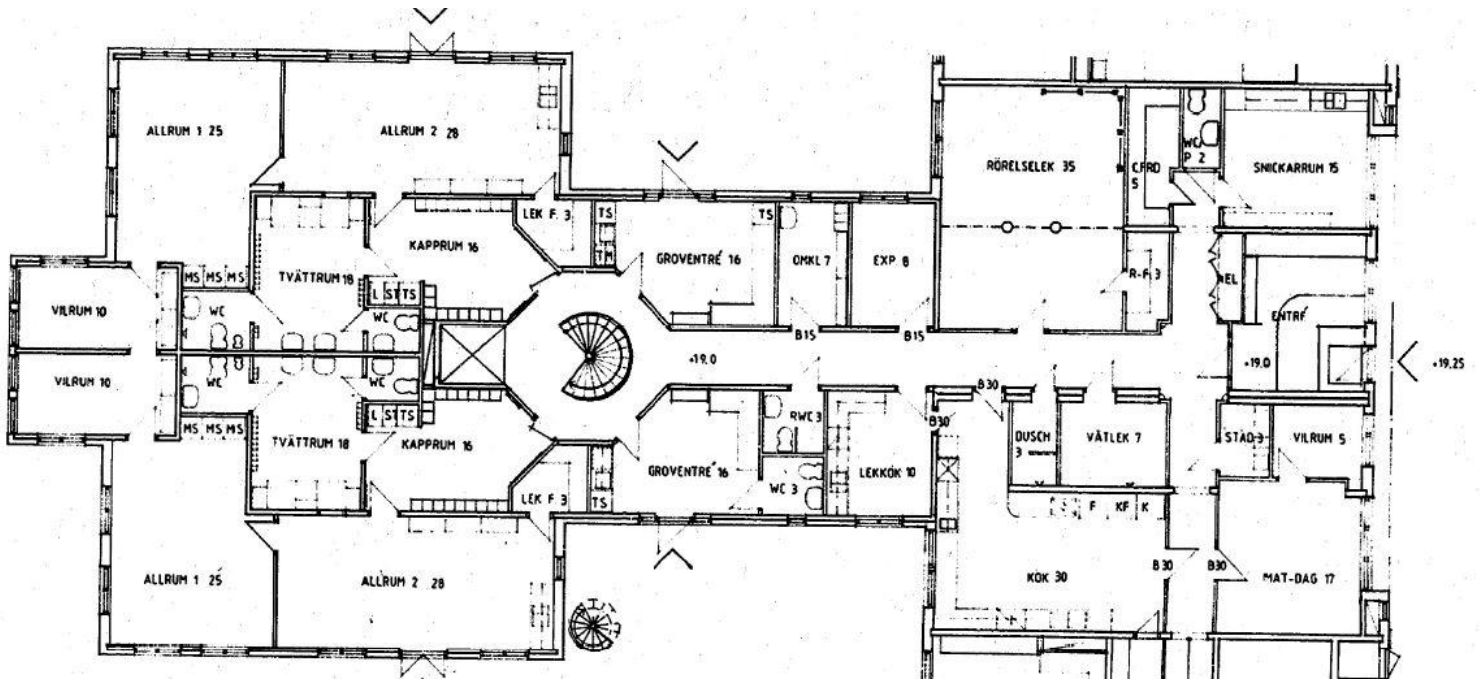 ALLRUM 1 25
ALLRUM 2 28
RÖRELSELEK 35
C.FRD
5
WC
P 2
SNICKARRUM 15
LEK F. 3
TS
TM
TS
KAPPRUM 16
GROVENTRÉ 16
OMKL 7
EXP. 8
R-F. 3
EL
ENTRÉ
MS MS MS
TVÄTTRUM 18
L ST TS
VILRUM 10
WC
WC
B15
B15
+19.0
+19.0
+19,25
VILRUM 10
WC
WC
B30
B30
MS MS MS
L ST TS
TVÄTTRUM 18
KAPPRUM 16
RWC 3
DUSCH
3
VÅTLEK 7
STÄD 3
VILRUM 5
GROVENTRÉ 16
LEKKÖK 10
LEK F. 3
TS
WC 3
S F KF K
ALLRUM 1 25
ALLRUM 2 28
KÖK 30
B30
B30
MAT-DAG 17